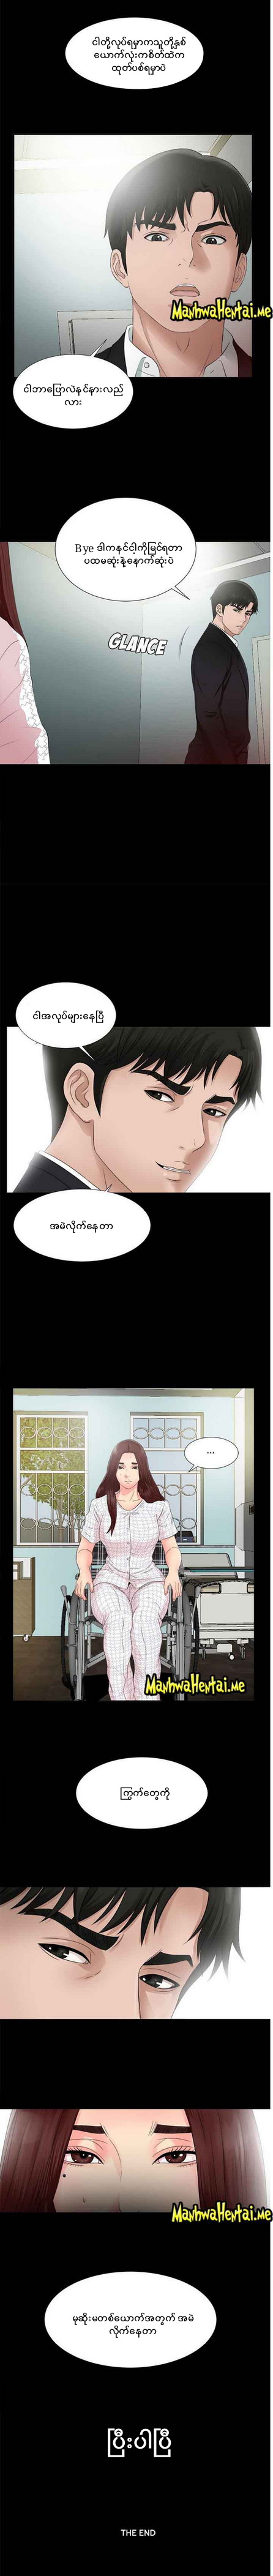 ငါတို့လုပ်ရမှာကသူတို့နှစ်
ယောက်လုံးကစိတ်ထဲက
ထုတ်ပစ်ရမှာပဲ
ManhwaHentai.me
ငါဘာပြောလဲနင်နားလည်
လား
Bye ဒါကနင်ငါ့ကိုမြင်ရတာ
ပထမဆုံးနဲ့နောက်ဆုံးပဲ
GLANCE
ငါအလုပ်များနေပြီ
အမဲလိုက်နေတာ
...
ManhwaHentai.me
ကြွက်တွေကို
ManhwaHentai.me
မုဆိုးမတစ်ယောက်အတွက် အမဲ
လိုက်နေတာ
ပြီးပါပြီ
THE END